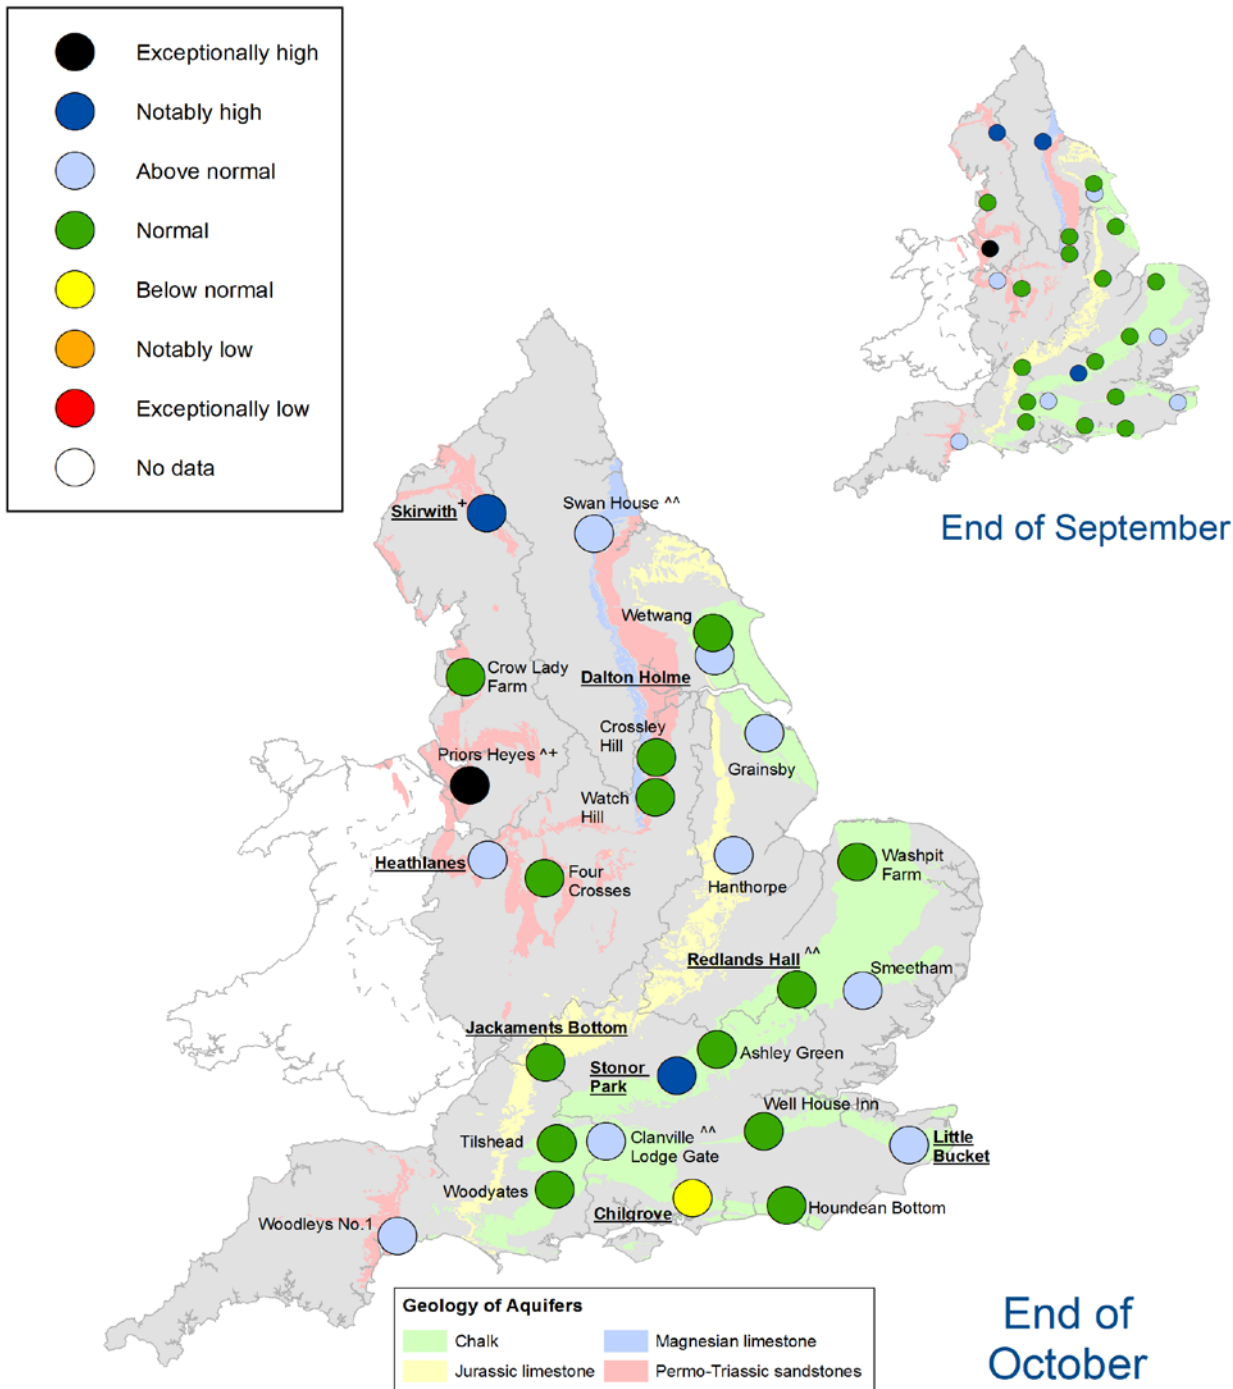 Exceptionally high
Notably high
Above normal
Normal
Below normal
Notably low
Exceptionally low
No data
End of September
Skirwith+
Swan House ^^
Wetwang
Dalton Holme
Crow Lady
Farm
Crossley
Hill
Priors Heyes ^+
Grainsby
Watch
Hill
Heathlanes
Four
Crosses
Hanthorpe
Washpit
Farm
Redlands Hall^^
Smeetham
Jackaments Bottom
Ashley Green
Stonor
Park
Well House Inn
Tilshead
Clanville ^^
Lodge Gate
Little
Bucket
Woodyates
Chilgrove
Houndean Bottom
Woodleys No.1
Geology of Aquifers
Chalk
Magnesian limestone
Jurassic limestone
Permo-Triassic sandstones
End of
October